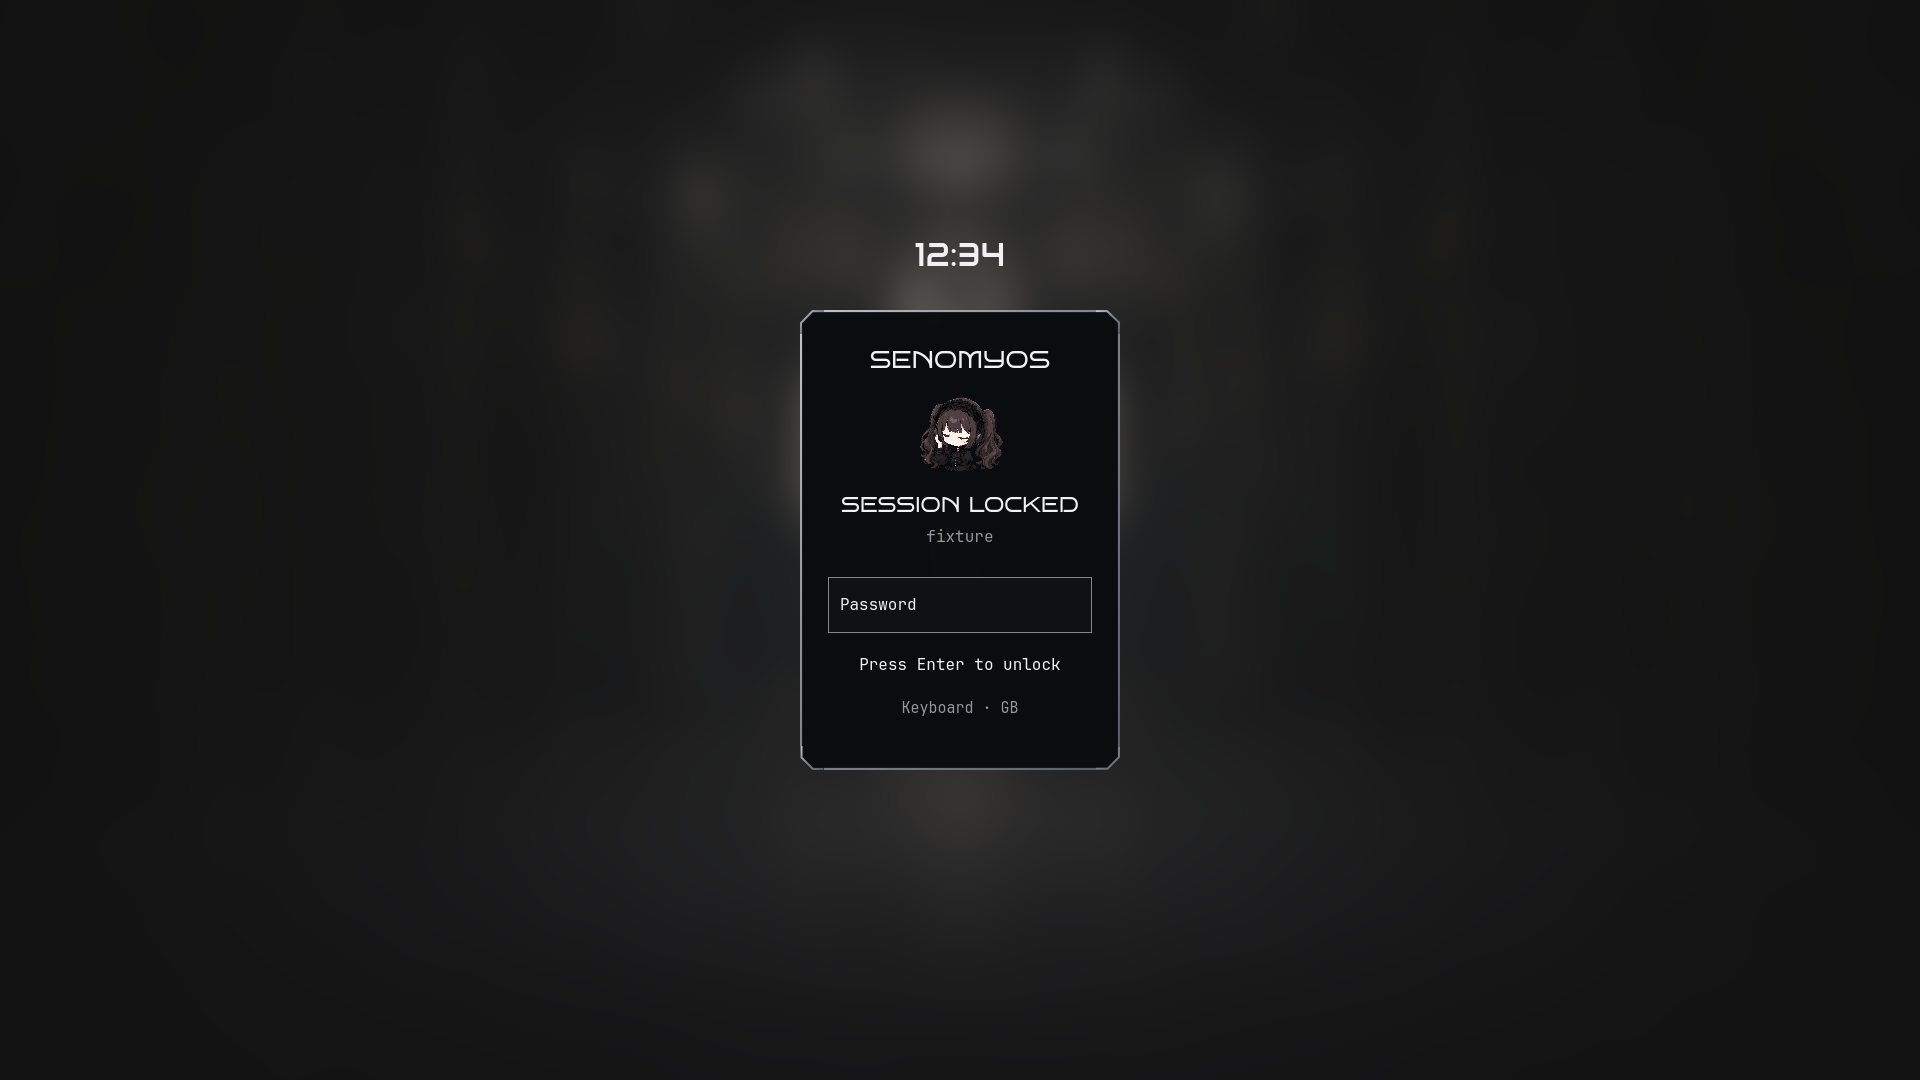 12:34
SENOMYOS
SESSION LOCKED
fixture
Password
Press Enter to unlock
Keyboard · GB